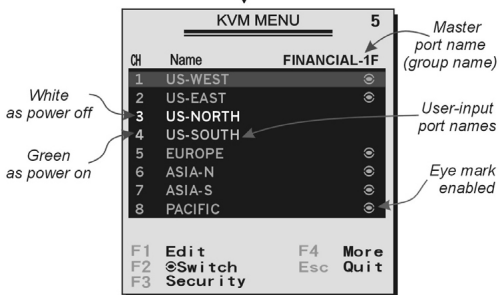 KVM MENU 5
Master
port name
(group name)
CH Name FINANCIAL-1F
1 US-WEST
2 US-EAST
3 US-NORTH
4 US-SOUTH
5 EUROPE
6 ASIA-N
7 ASIA-S
8 PACIFIC
White
as power off
Green
as power on
User-input
port names
Eye mark
enabled
F1 Edit F4 More
F2 Switch Esc Quit
F3 Security